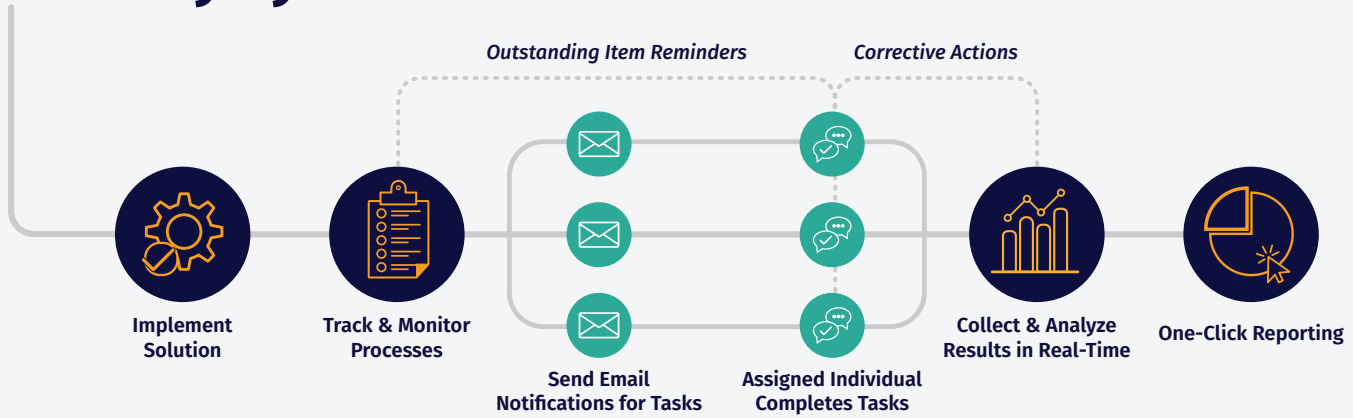 Outstanding Item Reminders
Corrective Actions
Implement
Solution
Track & Monitor
Processes
Send Email
Notifications for Tasks
Assigned Individual
Completes Tasks
Collect & Analyze
Results in Real-Time
One-Click Reporting